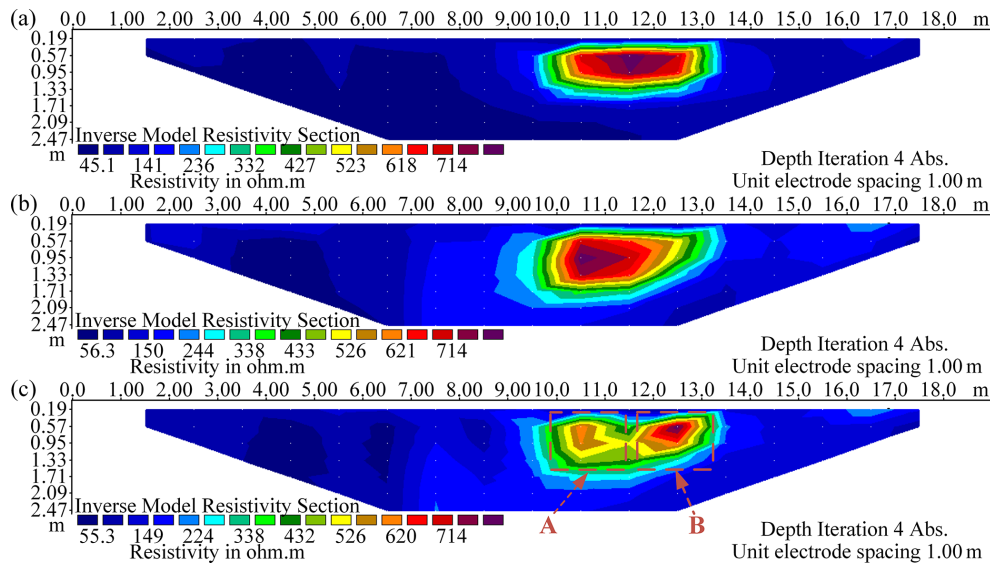 (a) 0.0 1.00 2.00 3.00 4.00 5.00 6.00 7.00 8.00 9.00 10,0 11,0 12,0 13,0 14,0 15,0 16,0 17,0 18,0 m
0.19
0.57
0.95
1.33
1.71
2.09
2.47
m
Inverse Model Resistivity Section
45.1 141 236 332 427 523 618 714
Resistivity in ohm.m
Depth Iteration 4 Abs.
Unit electrode spacing 1.00 m
(b) 0.0 1.00 2.00 3.00 4.00 5.00 6.00 7.00 8.00 9.00 10,0 11,0 12,0 13,0 14,0 15,0 16,0 17,0 18,0 m
0.19
0.57
0.95
1.33
1.71
2.09
2.47
m
Inverse Model Resistivity Section
56.3 150 244 338 433 526 621 714
Resistivity in ohm.m
Depth Iteration 4 Abs.
Unit electrode spacing 1.00 m
(c) 0.0 1.00 2.00 3.00 4.00 5.00 6.00 7.00 8.00 9.00 10,0 11,0 12,0 13,0 14,0 15,0 16,0 17,0 18,0 m
0.19
0.57
0.95
1.33
1.71
2.09
2.47
m
A B
Inverse Model Resistivity Section
55.3 149 224 338 432 526 620 714
Resistivity in ohm.m
Depth Iteration 4 Abs.
Unit electrode spacing 1.00 m